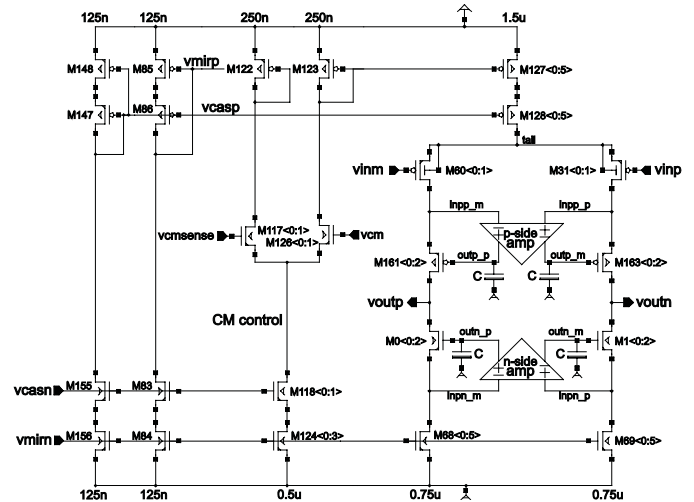 125n 125n 250n 250n 1.5u
M148 M85 vmirp M122 M123 M127<0:5>
M147 M86 vcasp M128<0:5>
tail
vinm M60<0:1> M31<0:1> vinp
inpp_m inpp_p
vcmsense M117<0:1> vcm
M126<0:1>
p-side
amp
M161<0:2> outp_p outp_m M163<0:2>
C C
voutp voutn
CM control
M0<0:2> outn_p outn_m M1<0:2>
C C
n-side
amp
vcasn M155 M83 M118<0:1> inpn_m inpn_p
vmirn M156 M84 M124<0:3> M68<0:5> M69<0:5>
125n 125n 0.5u 0.75u 0.75u